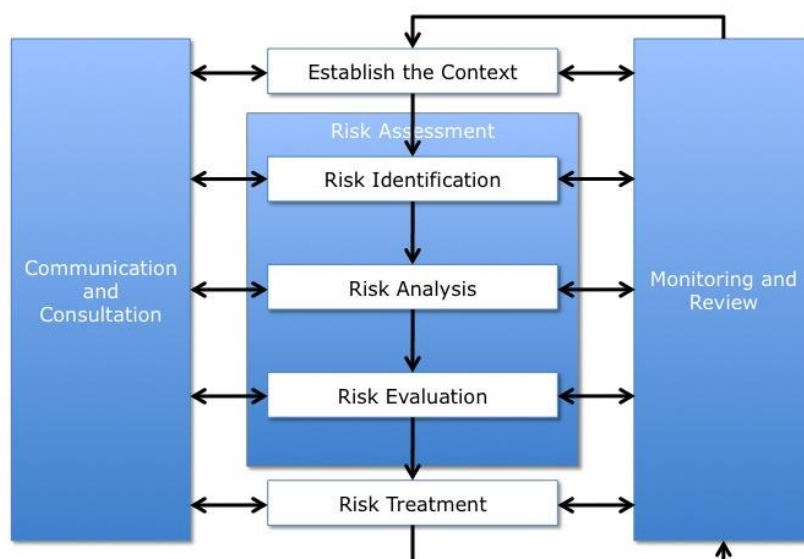 Establish the Context
Risk Assessment
Risk Identification
Communication
and
Consultation
Risk Analysis
Monitoring and
Review
Risk Evaluation
Risk Treatment